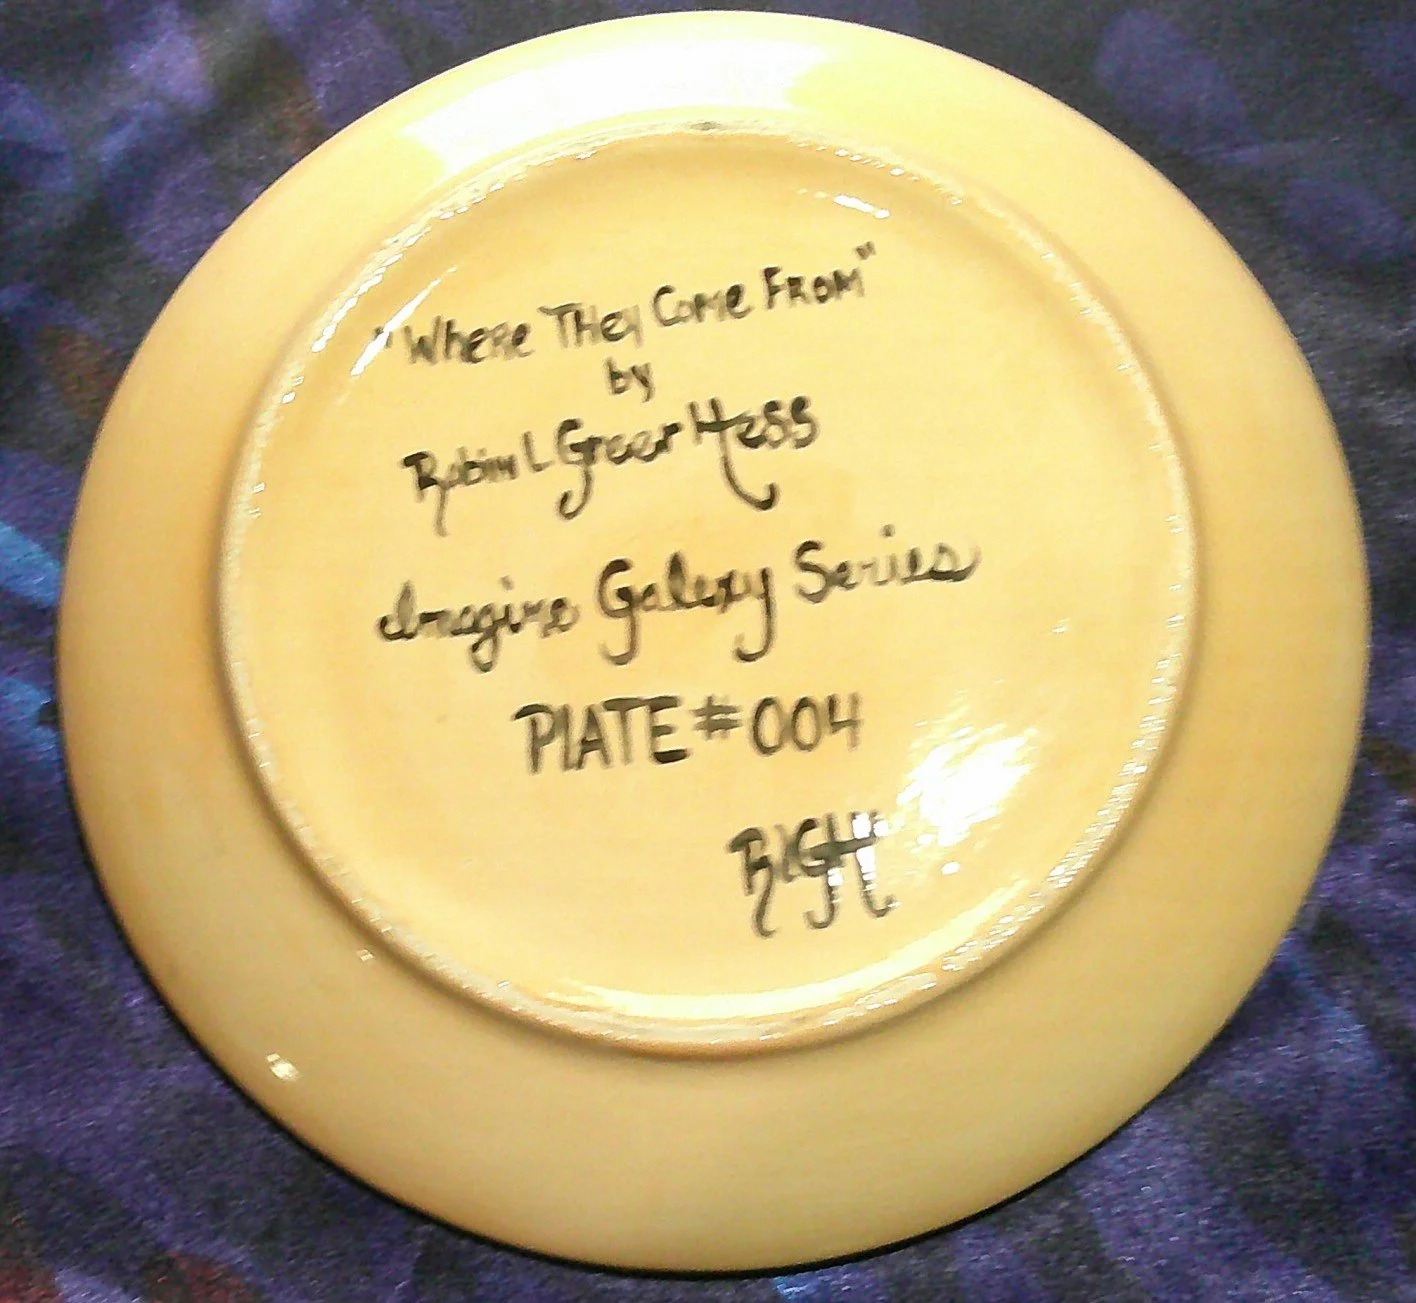 "Where They Come From"
by
Robin L Greer Hess
Imagine Galaxy Series
PlATE #004
RLGH